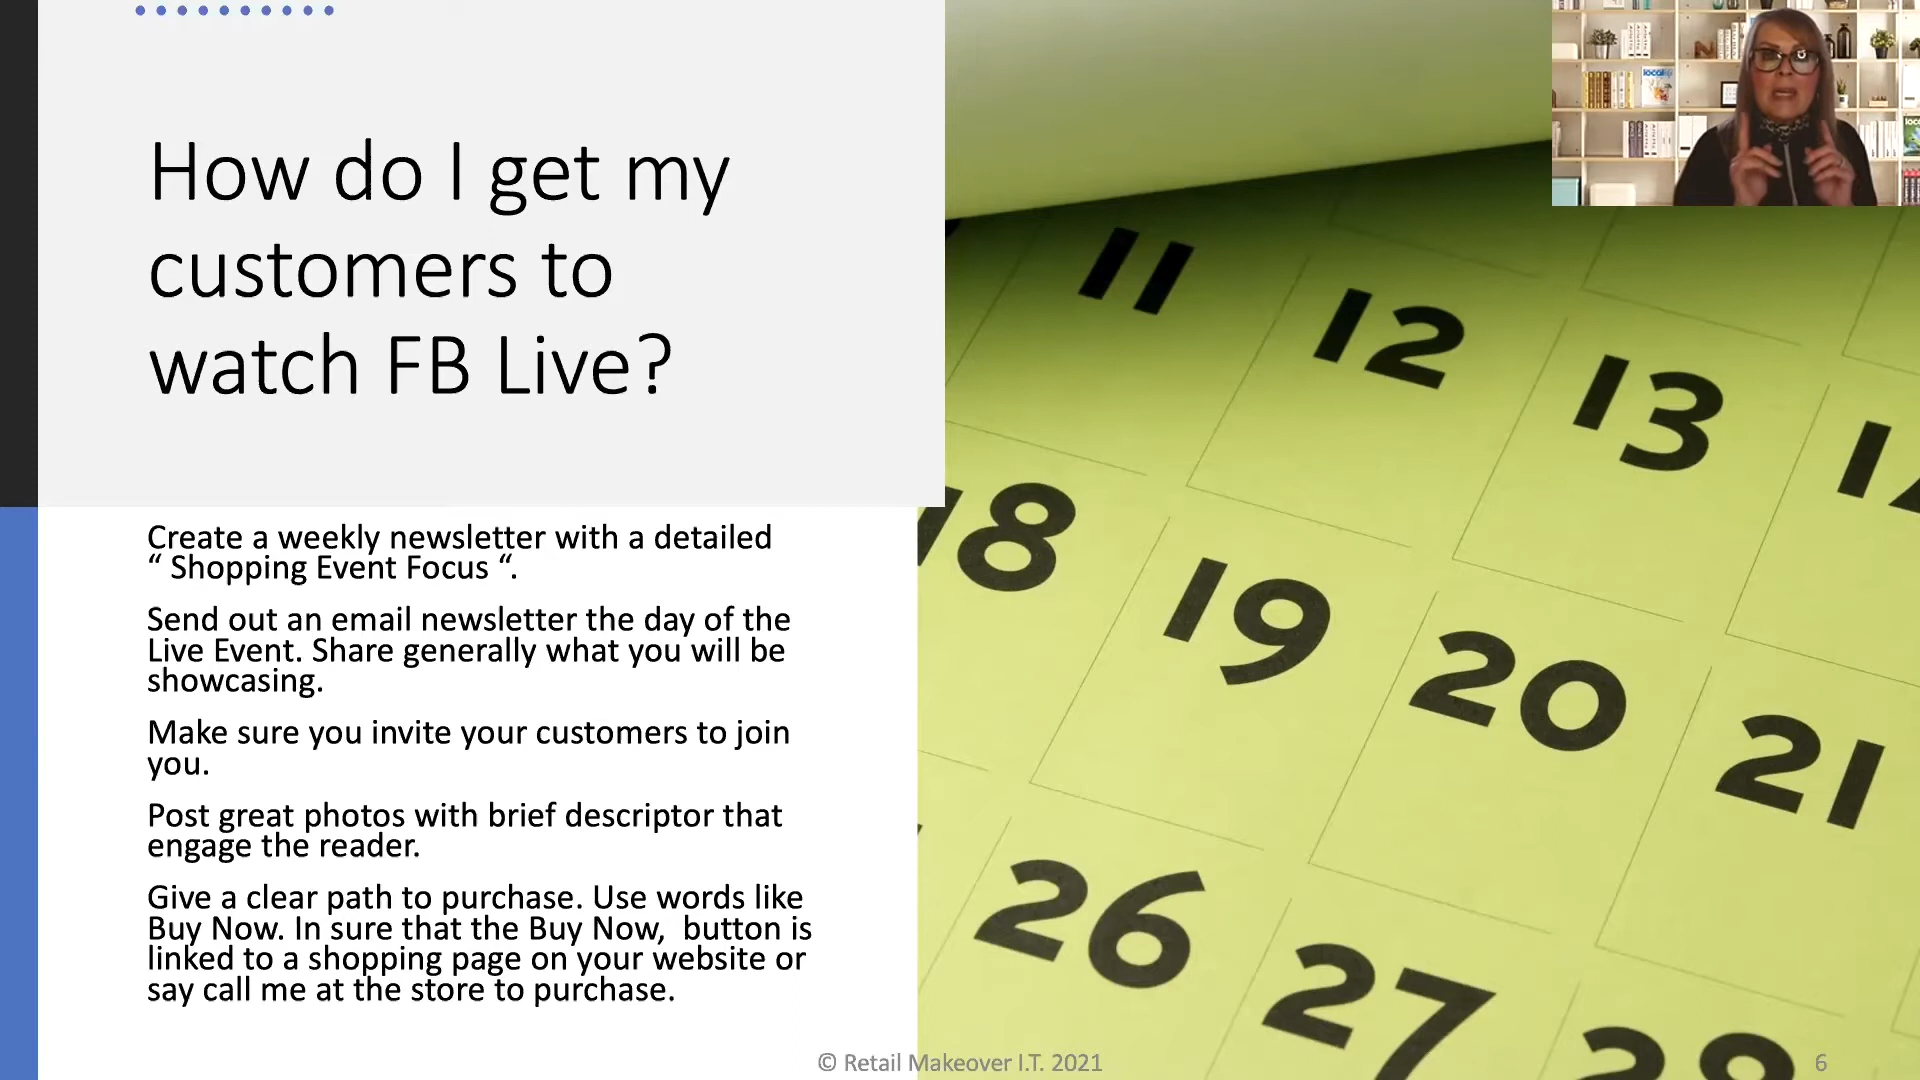 How do I get my
customers to
watch FB Live?
Create a weekly newsletter with a detailed
“ Shopping Event Focus “.
Send out an email newsletter the day of the
Live Event. Share generally what you will be
showcasing.
Make sure you invite your customers to join
you.
Post great photos with brief descriptor that
engage the reader.
Give a clear path to purchase. Use words like
Buy Now. In sure that the Buy Now,  button is
linked to a shopping page on your website or
say call me at the store to purchase.
11
12
13
18
19
20
21
26
27
28
local
© Retail Makeover I.T. 2021
6